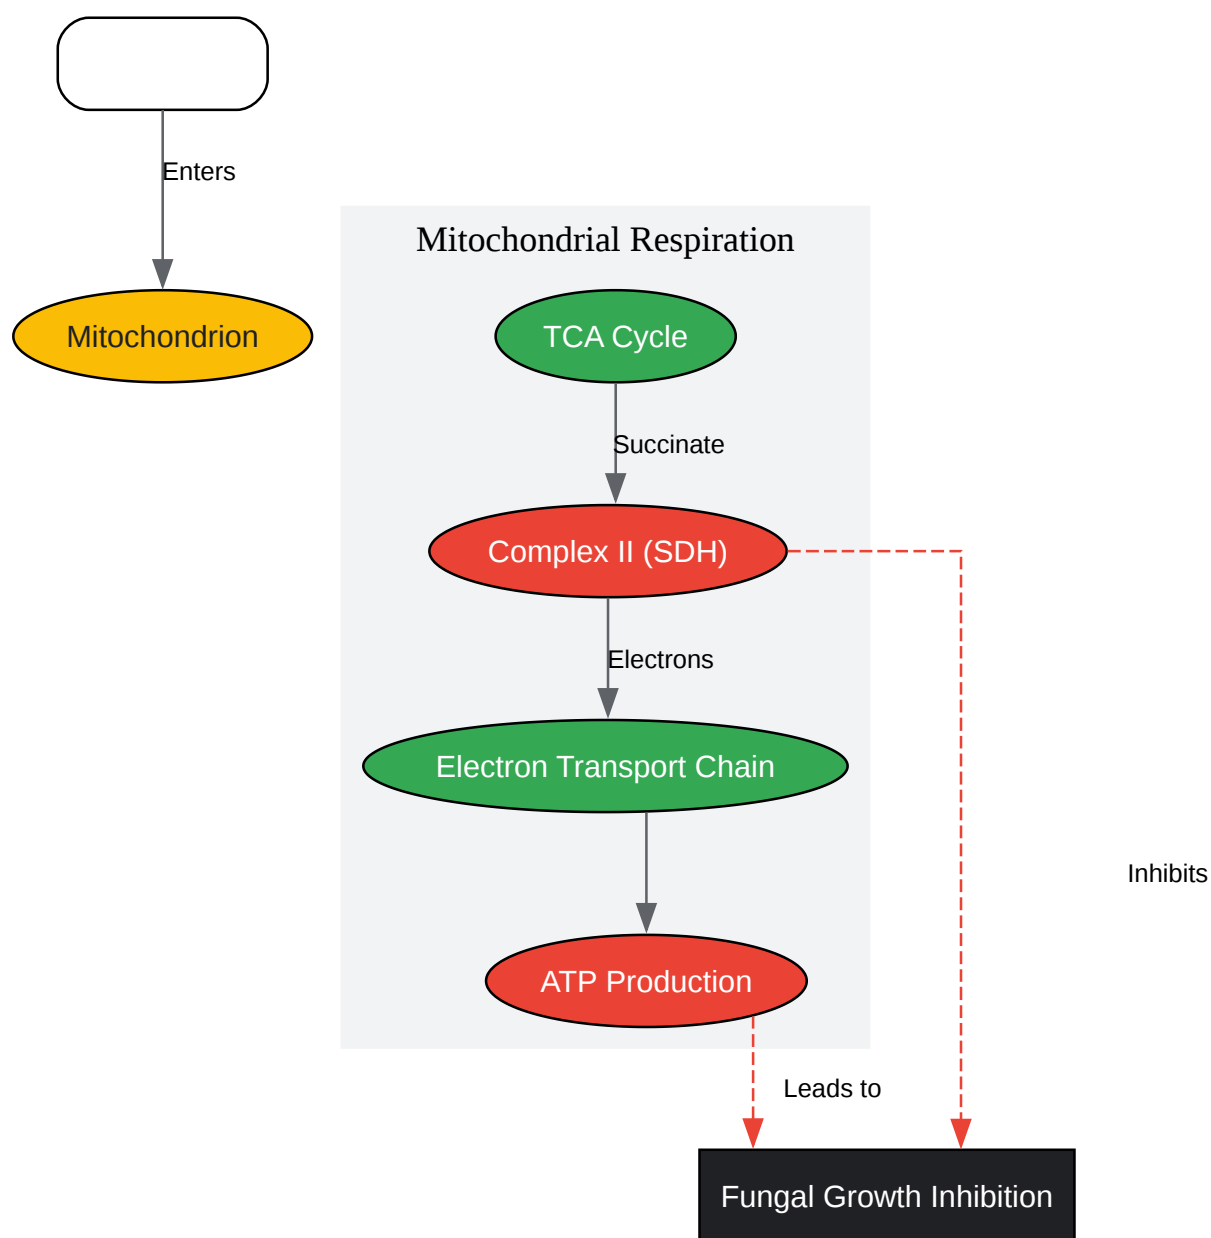 Enters
Mitochondrial Respiration
Mitochondrion
TCA Cycle
Succinate
Complex II (SDH)
Electrons
Electron Transport Chain
Inhibits
ATP Production
Leads to
Fungal Growth Inhibition